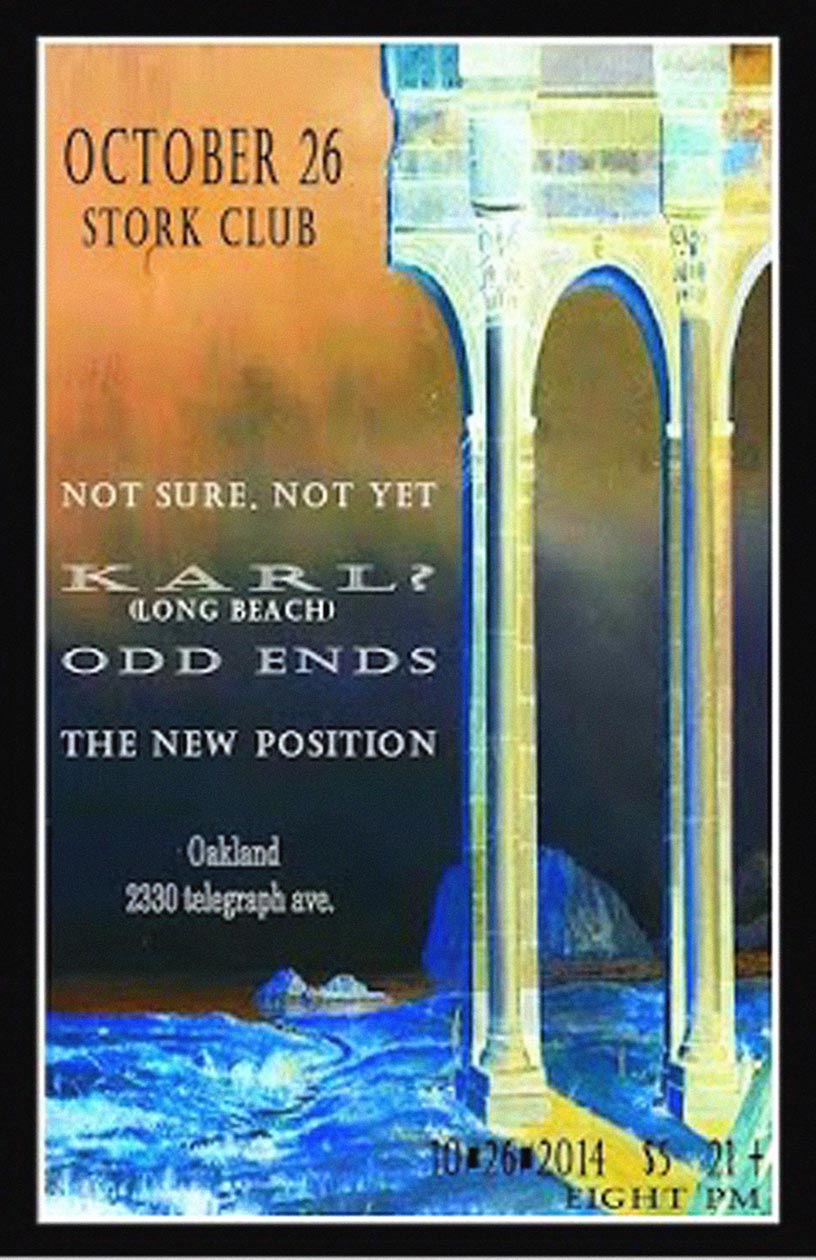 OCTOBER 26
STORK CLUB
NOT SURE. NOT YET
KARL?
(LONG BEACH)
ODD ENDS
THE NEW POSITION
Oakland
2330 telegraph ave.
10▪26▪2014 $5 21+
EIGHT PM